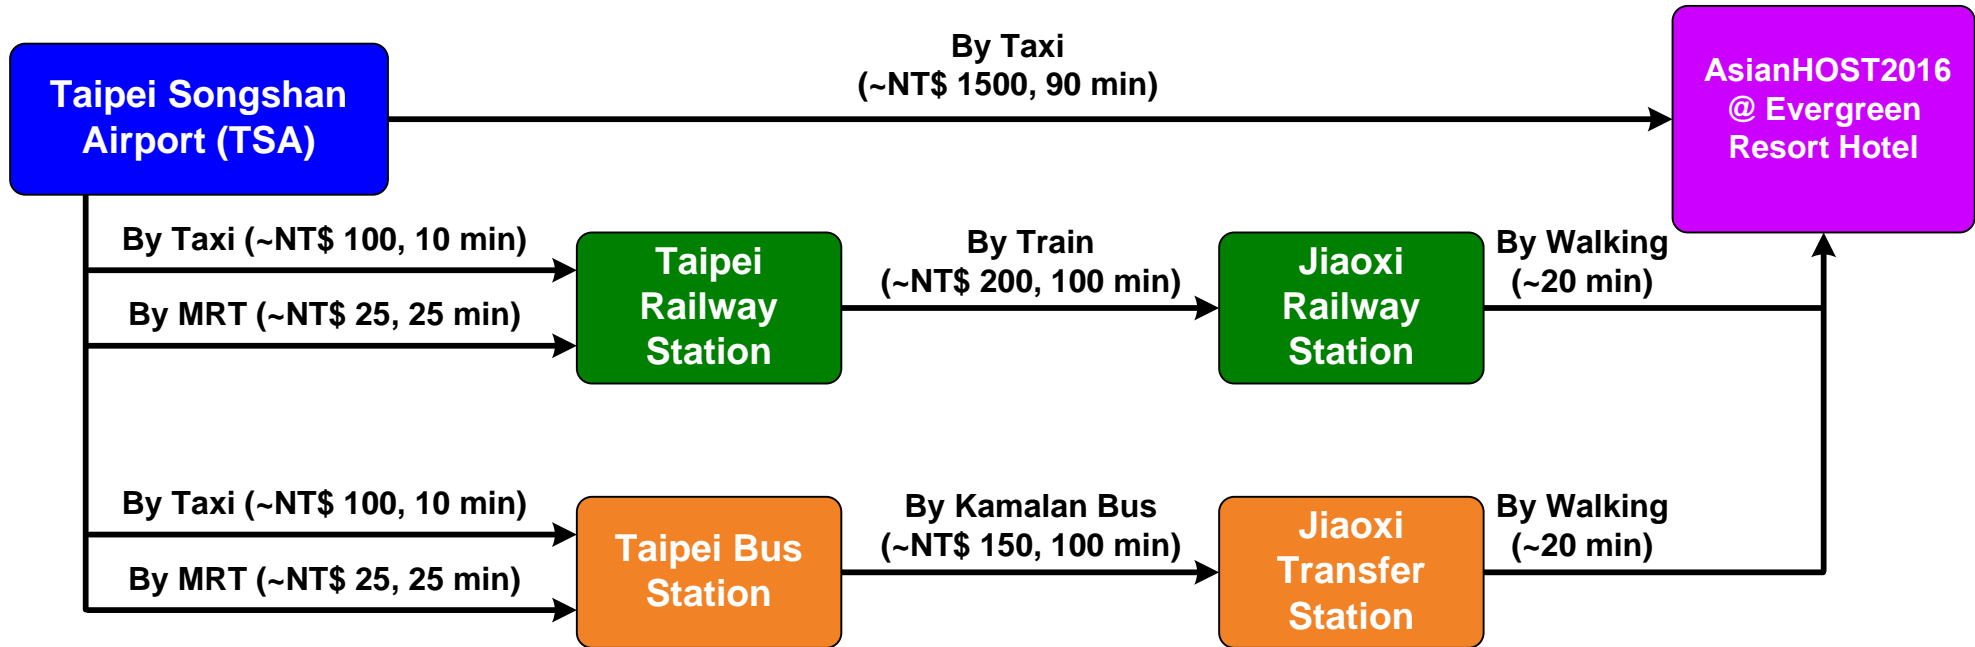 Taipei Songshan
Airport (TSA)
By Taxi
(~NT$ 1500, 90 min)
AsianHOST2016
@ Evergreen
Resort Hotel
By Taxi (~NT$ 100, 10 min)
By MRT (~NT$ 25, 25 min)
Taipei
Railway
Station
By Train
(~NT$ 200, 100 min)
Jiaoxi
Railway
Station
By Walking
(~20 min)
By Taxi (~NT$ 100, 10 min)
By MRT (~NT$ 25, 25 min)
Taipei Bus
Station
By Kamalan Bus
(~NT$ 150, 100 min)
Jiaoxi
Transfer
Station
By Walking
(~20 min)